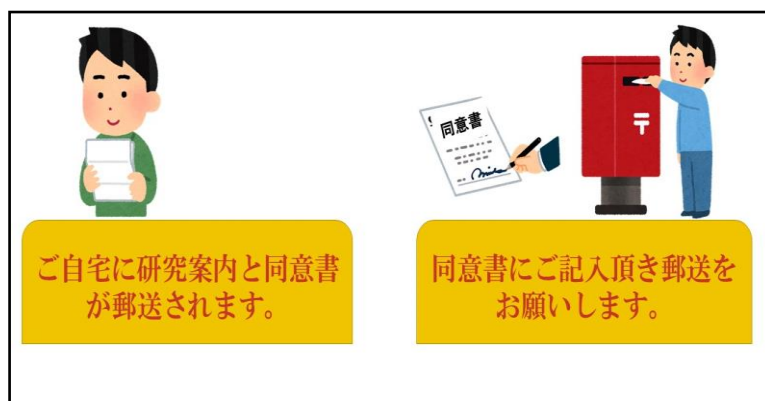 同意書
ご自宅に研究案内と同意書
が郵送されます。
同意書にご記入頂き郵送を
お願いします。